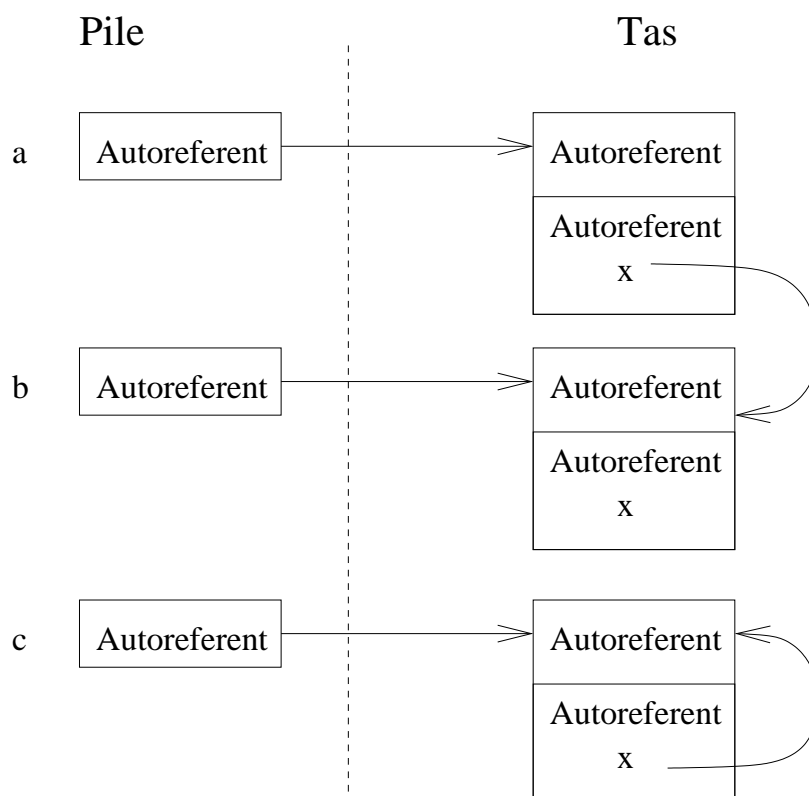 Pile Tas
a Autoreferent Autoreferent
Autoreferent
x
b Autoreferent Autoreferent
Autoreferent
x
c Autoreferent Autoreferent
Autoreferent
x